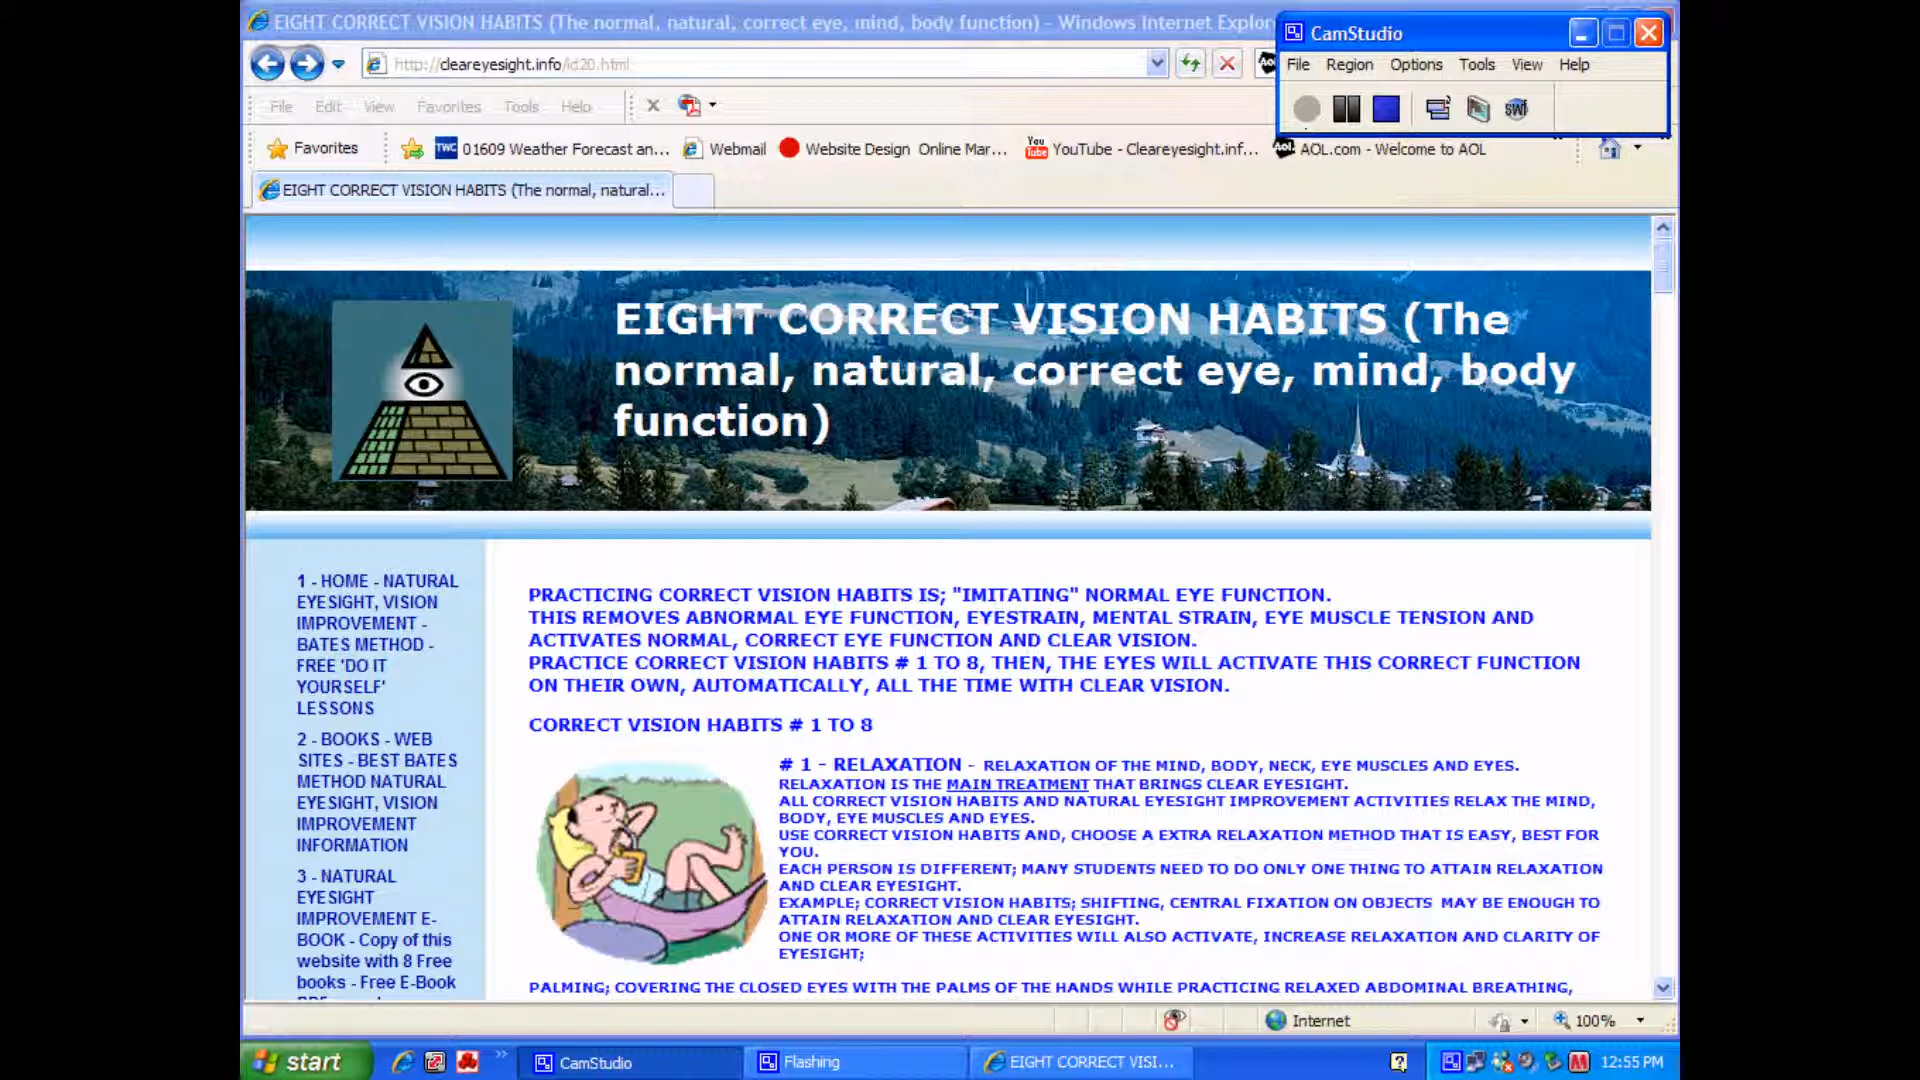 EIGHT CORRECT VISION HABITS (The normal, natural, correct eye, mind, body function) - Windows Internet Explo
CamStudio
http://cleareyesight.info/id20.html
File Region Options Tools View Help
File Edit View Favorites Tools Help
Favorites
TWC 01609 Weather Forecast an...
Webmail
Website Design Online Mar...
You Tube YouTube - Cleareyesight.inf...
Aol. AOL.com - Welcome to AOL
EIGHT CORRECT VISION HABITS (The normal, natural...
EIGHT CORRECT VISION HABITS (The
normal, natural, correct eye, mind, body
function)
1 - HOME - NATURAL
EYESIGHT, VISION
IMPROVEMENT -
BATES METHOD -
FREE 'DO IT
YOURSELF'
LESSONS
2 - BOOKS - WEB
SITES - BEST BATES
METHOD NATURAL
EYESIGHT, VISION
IMPROVEMENT
INFORMATION
3 - NATURAL
EYESIGHT
IMPROVEMENT E-
BOOK - Copy of this
website with 8 Free
books - Free E-Book
PRACTICING CORRECT VISION HABITS IS; "IMITATING" NORMAL EYE FUNCTION.
THIS REMOVES ABNORMAL EYE FUNCTION, EYESTRAIN, MENTAL STRAIN, EYE MUSCLE TENSION AND
ACTIVATES NORMAL, CORRECT EYE FUNCTION AND CLEAR VISION.
PRACTICE CORRECT VISION HABITS # 1 TO 8, THEN, THE EYES WILL ACTIVATE THIS CORRECT FUNCTION
ON THEIR OWN, AUTOMATICALLY, ALL THE TIME WITH CLEAR VISION.
CORRECT VISION HABITS # 1 TO 8
# 1 - RELAXATION - RELAXATION OF THE MIND, BODY, NECK, EYE MUSCLES AND EYES.
RELAXATION IS THE MAIN TREATMENT THAT BRINGS CLEAR EYESIGHT.
ALL CORRECT VISION HABITS AND NATURAL EYESIGHT IMPROVEMENT ACTIVITIES RELAX THE MIND,
BODY, EYE MUSCLES AND EYES.
USE CORRECT VISION HABITS AND, CHOOSE A EXTRA RELAXATION METHOD THAT IS EASY, BEST FOR
YOU.
EACH PERSON IS DIFFERENT; MANY STUDENTS NEED TO DO ONLY ONE THING TO ATTAIN RELAXATION
AND CLEAR EYESIGHT.
EXAMPLE; CORRECT VISION HABITS; SHIFTING, CENTRAL FIXATION ON OBJECTS MAY BE ENOUGH TO
ATTAIN RELAXATION AND CLEAR EYESIGHT.
ONE OR MORE OF THESE ACTIVITIES WILL ALSO ACTIVATE, INCREASE RELAXATION AND CLARITY OF
EYESIGHT;
PALMING; COVERING THE CLOSED EYES WITH THE PALMS OF THE HANDS WHILE PRACTICING RELAXED ABDOMINAL BREATHING,
Internet
100%
start
CamStudio
Flashing
EIGHT CORRECT VISI...
12:55 PM